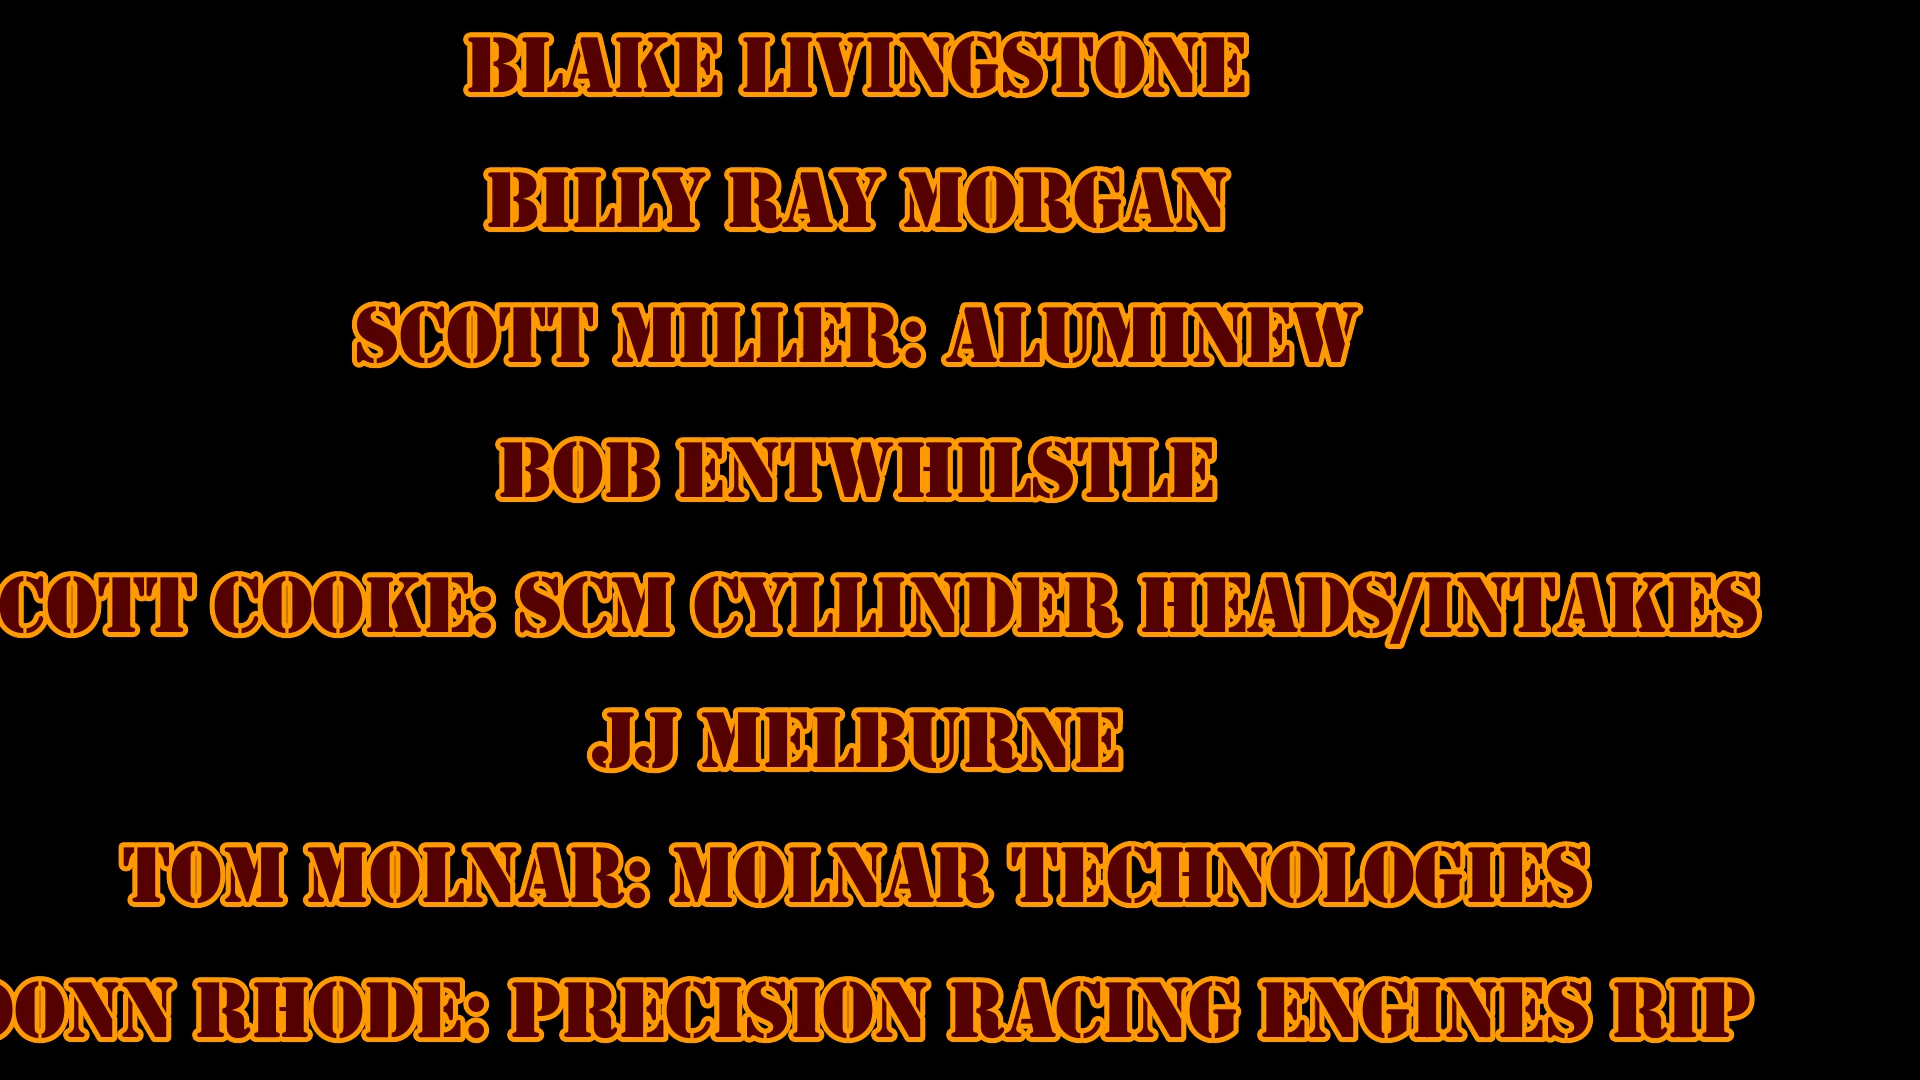 BLAKE LIVINGSTONE
BILLY RAY MORGAN
SCOTT MILLER: ALUMINEW
BOB ENTWHILSTLE
COTT COOKE: SCM CYLLINDER HEADS/INTAKES
JJ MELBURNE
TOM MOLNAR: MOLNAR TECHNOLOGIES
DONN RHODE: PRECISION RACING ENGINES RIP